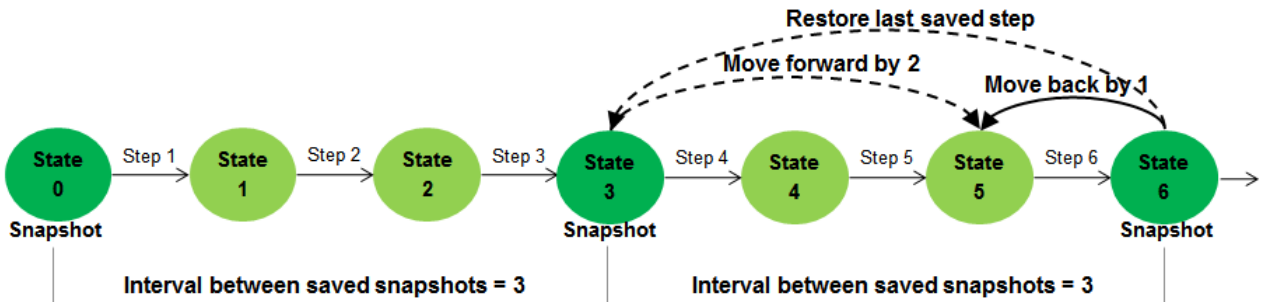 Restore last saved step
Move forward by 2
Move back by 1
State 0
Step 1
State 1
Step 2
State 2
Step 3
State 3
Step 4
State 4
Step 5
State 5
Step 6
State 6
Snapshot
Snapshot
Snapshot
Interval between saved snapshots = 3
Interval between saved snapshots = 3